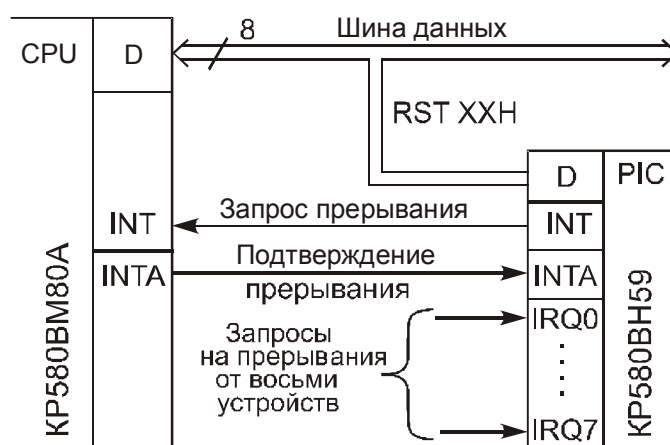 8 Шина данных
CPU D
RST XXH
D PIC
Запрос прерывания
INT INT
Подтверждение
INTA INTA
прерывания
IRQ0
Запросы
на прерывания
от восьми
устройств
IRQ7
КР580ВМ80А
КР580ВН59